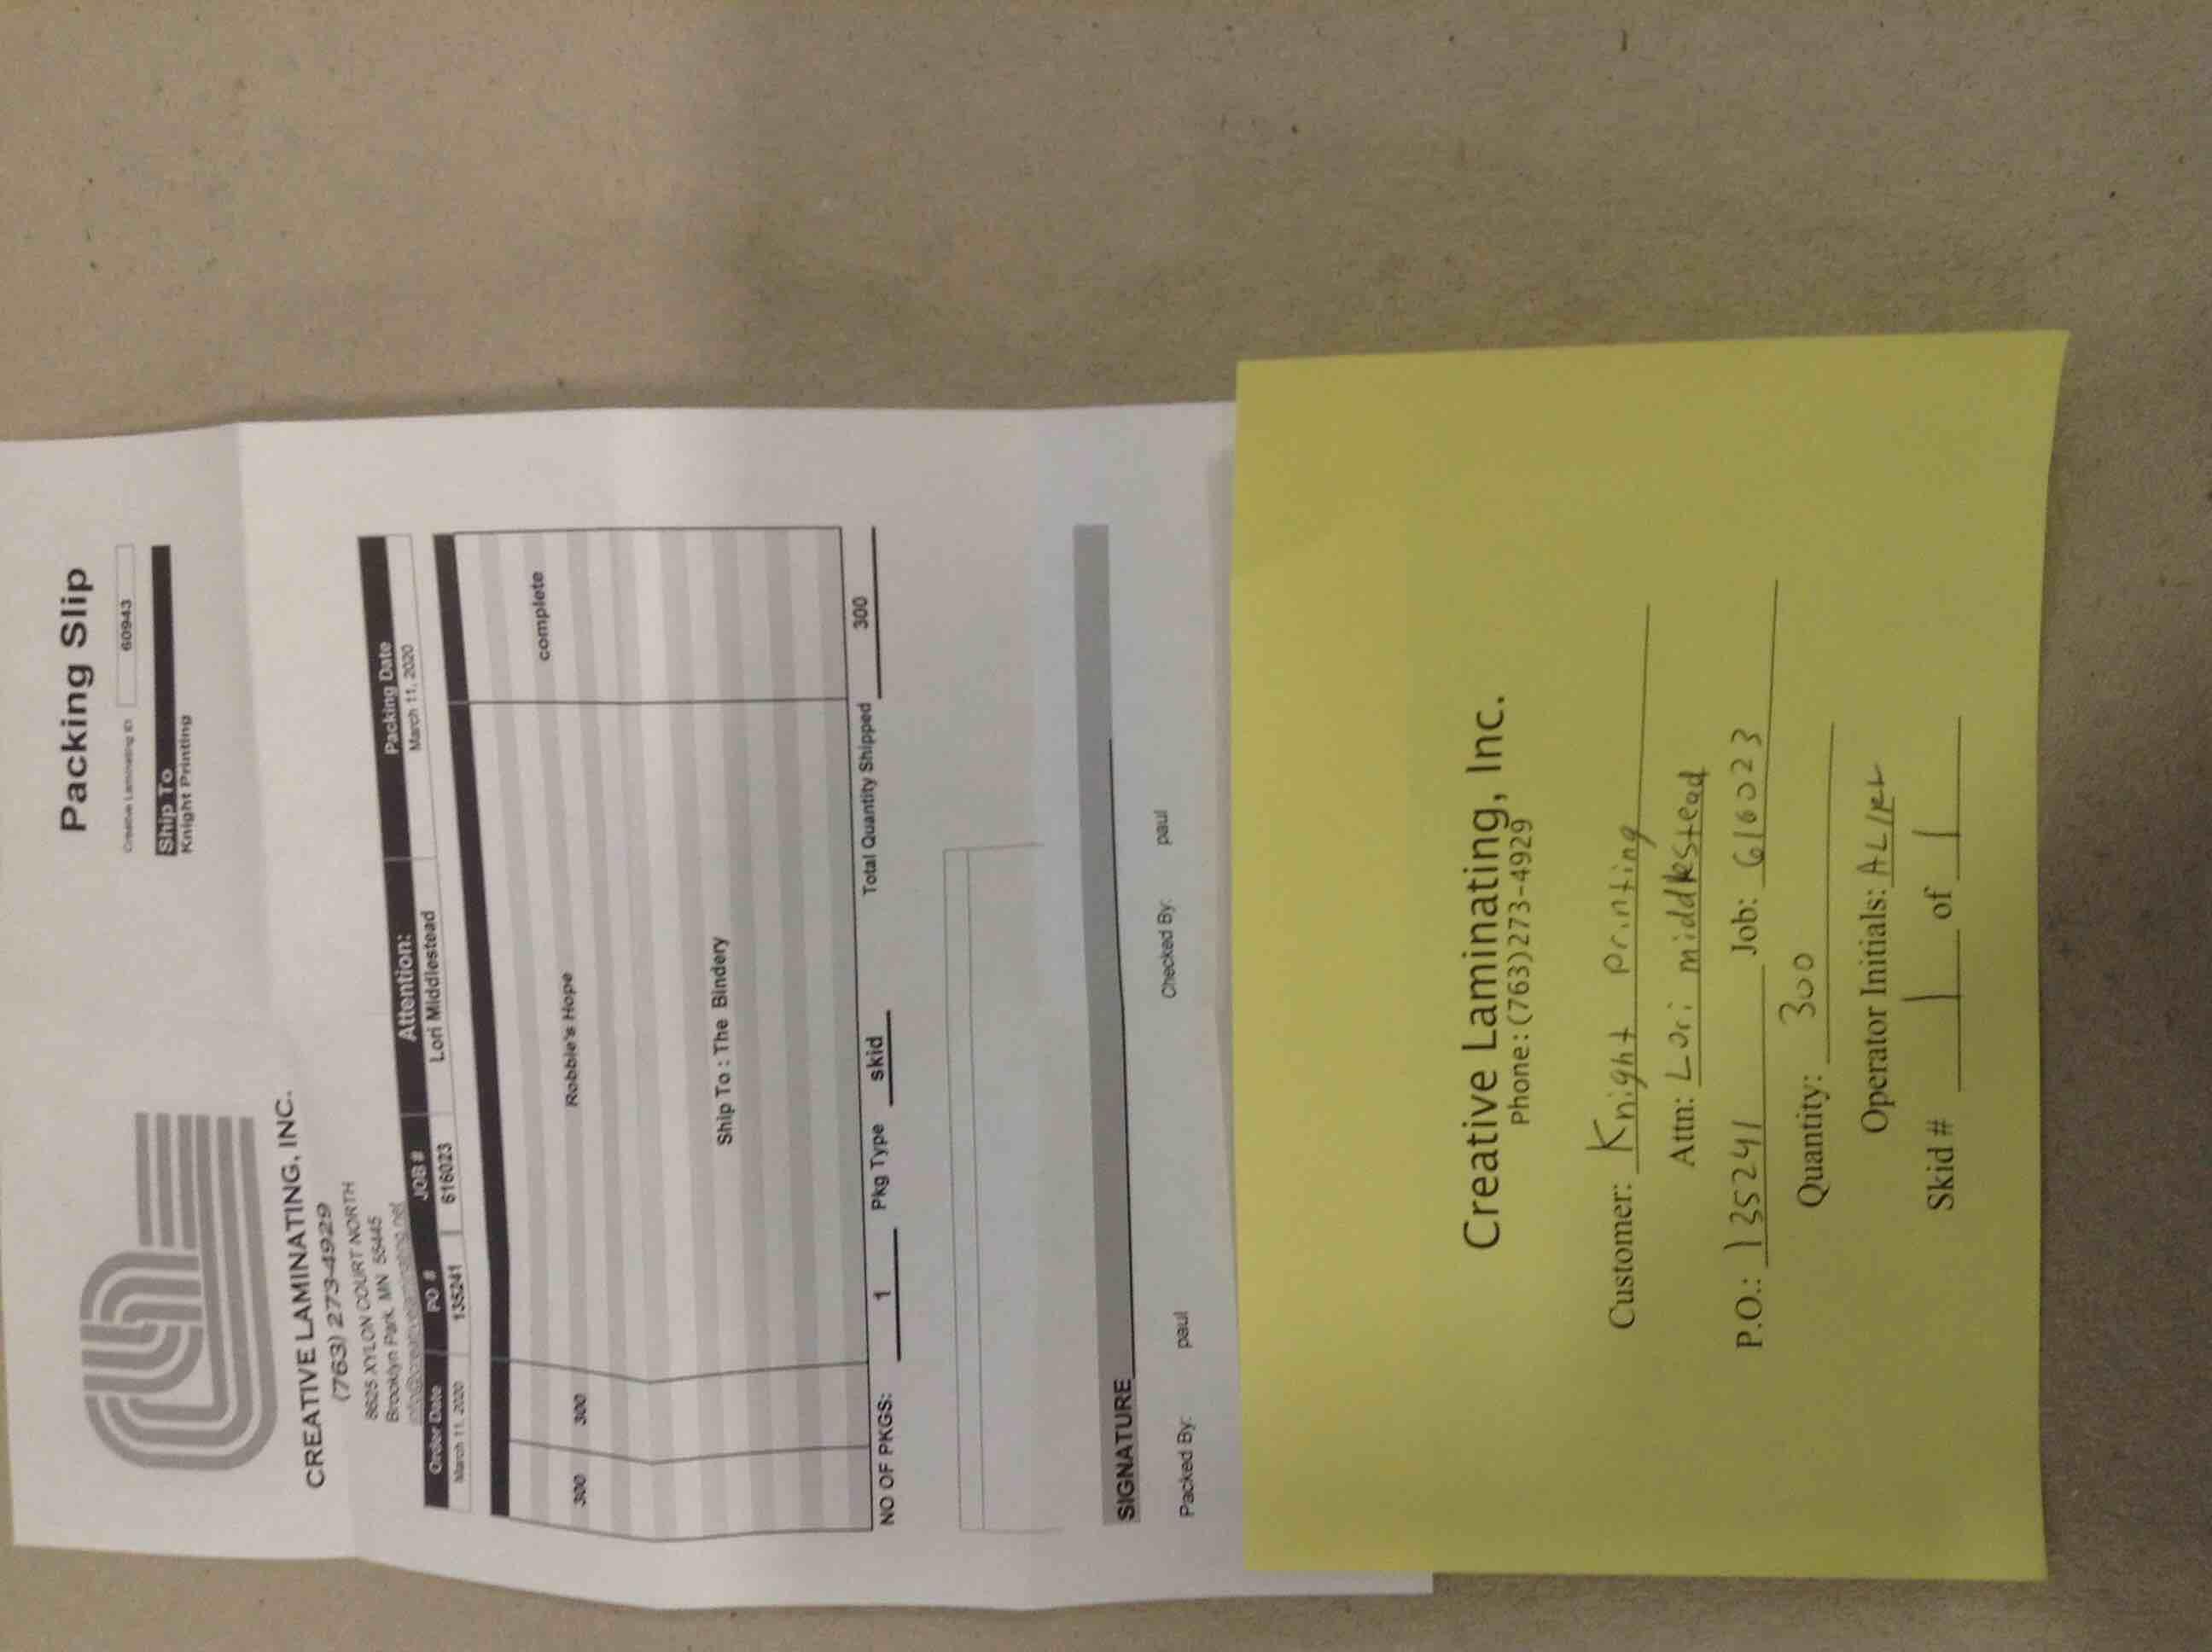 Packing Slip
Creative Laminating ID 60943
Ship To
Knight Printing
CREATIVE LAMINATING, INC.
(763) 273-4929
8625 XYLON COURT NORTH
Brooklyn Park, MN 55445
info@creativelaminating.net
Order Date PO # JOB # Attention: Packing Date
March 11, 2020 135241 616023 Lori Middlestead March 11, 2020
complete
300 300 Robbie's Hope
Ship To : The Bindery
NO OF PKGS: 1 Pkg Type skid Total Quantity Shipped 300
SIGNATURE
Packed By: paul Checked By: paul
Creative Laminating, Inc.
Phone: (763)273-4929
Customer: Knight Printing
Attn: Lori middlestead
P.O.: 135241 Job: 616023
Quantity: 300
Operator Initials:
Skid # 1 of 1